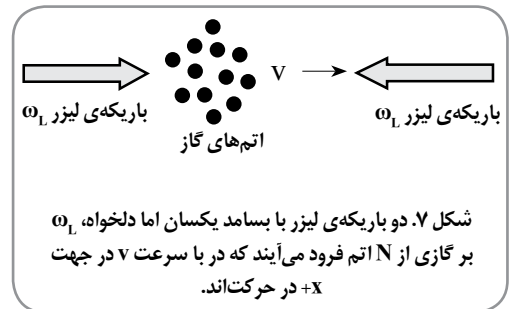 V
باریکه‌ی لیزر ωL
باریکه‌ی لیزر ωL
اتم‌های گاز
شکل ۷. دو باریکه‌ی لیزر با بسامد یکسان اما دلخواه، ωL
بر گازی از N اتم فرود می‌آیند که در با سرعت v در جهت
x+ در حرکت‌اند.